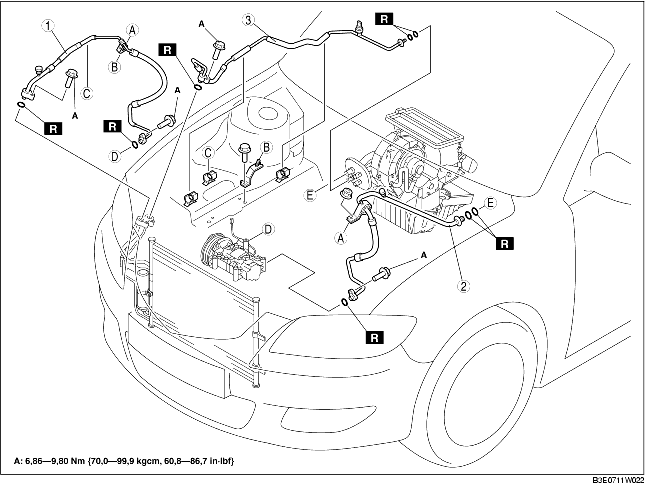 1
A
3
A
R
R
B
C
A
A
R
R
D
C
B
E
E
A
D
R
A
2
R
A: 6,86—9,80 Nm {70,0—99,9 kgcm, 60,8—86,7 in-lbf}
B3E0711W022